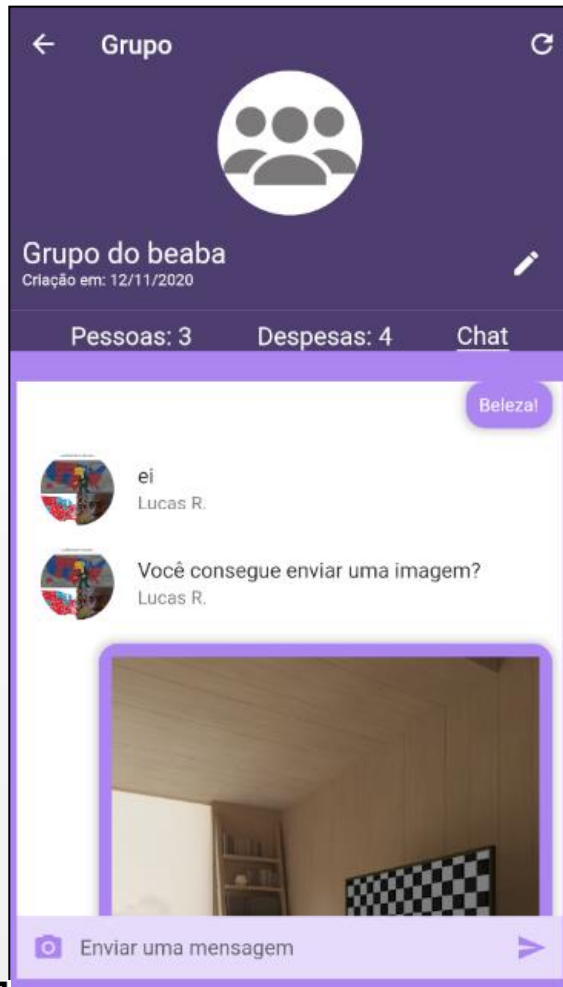 Grupo
Grupo do beaba
Criação em: 12/11/2020
Pessoas: 3 Despesas: 4 Chat
Beleza!
ei
Lucas R.
Você consegue enviar uma imagem?
Lucas R.
Enviar uma mensagem